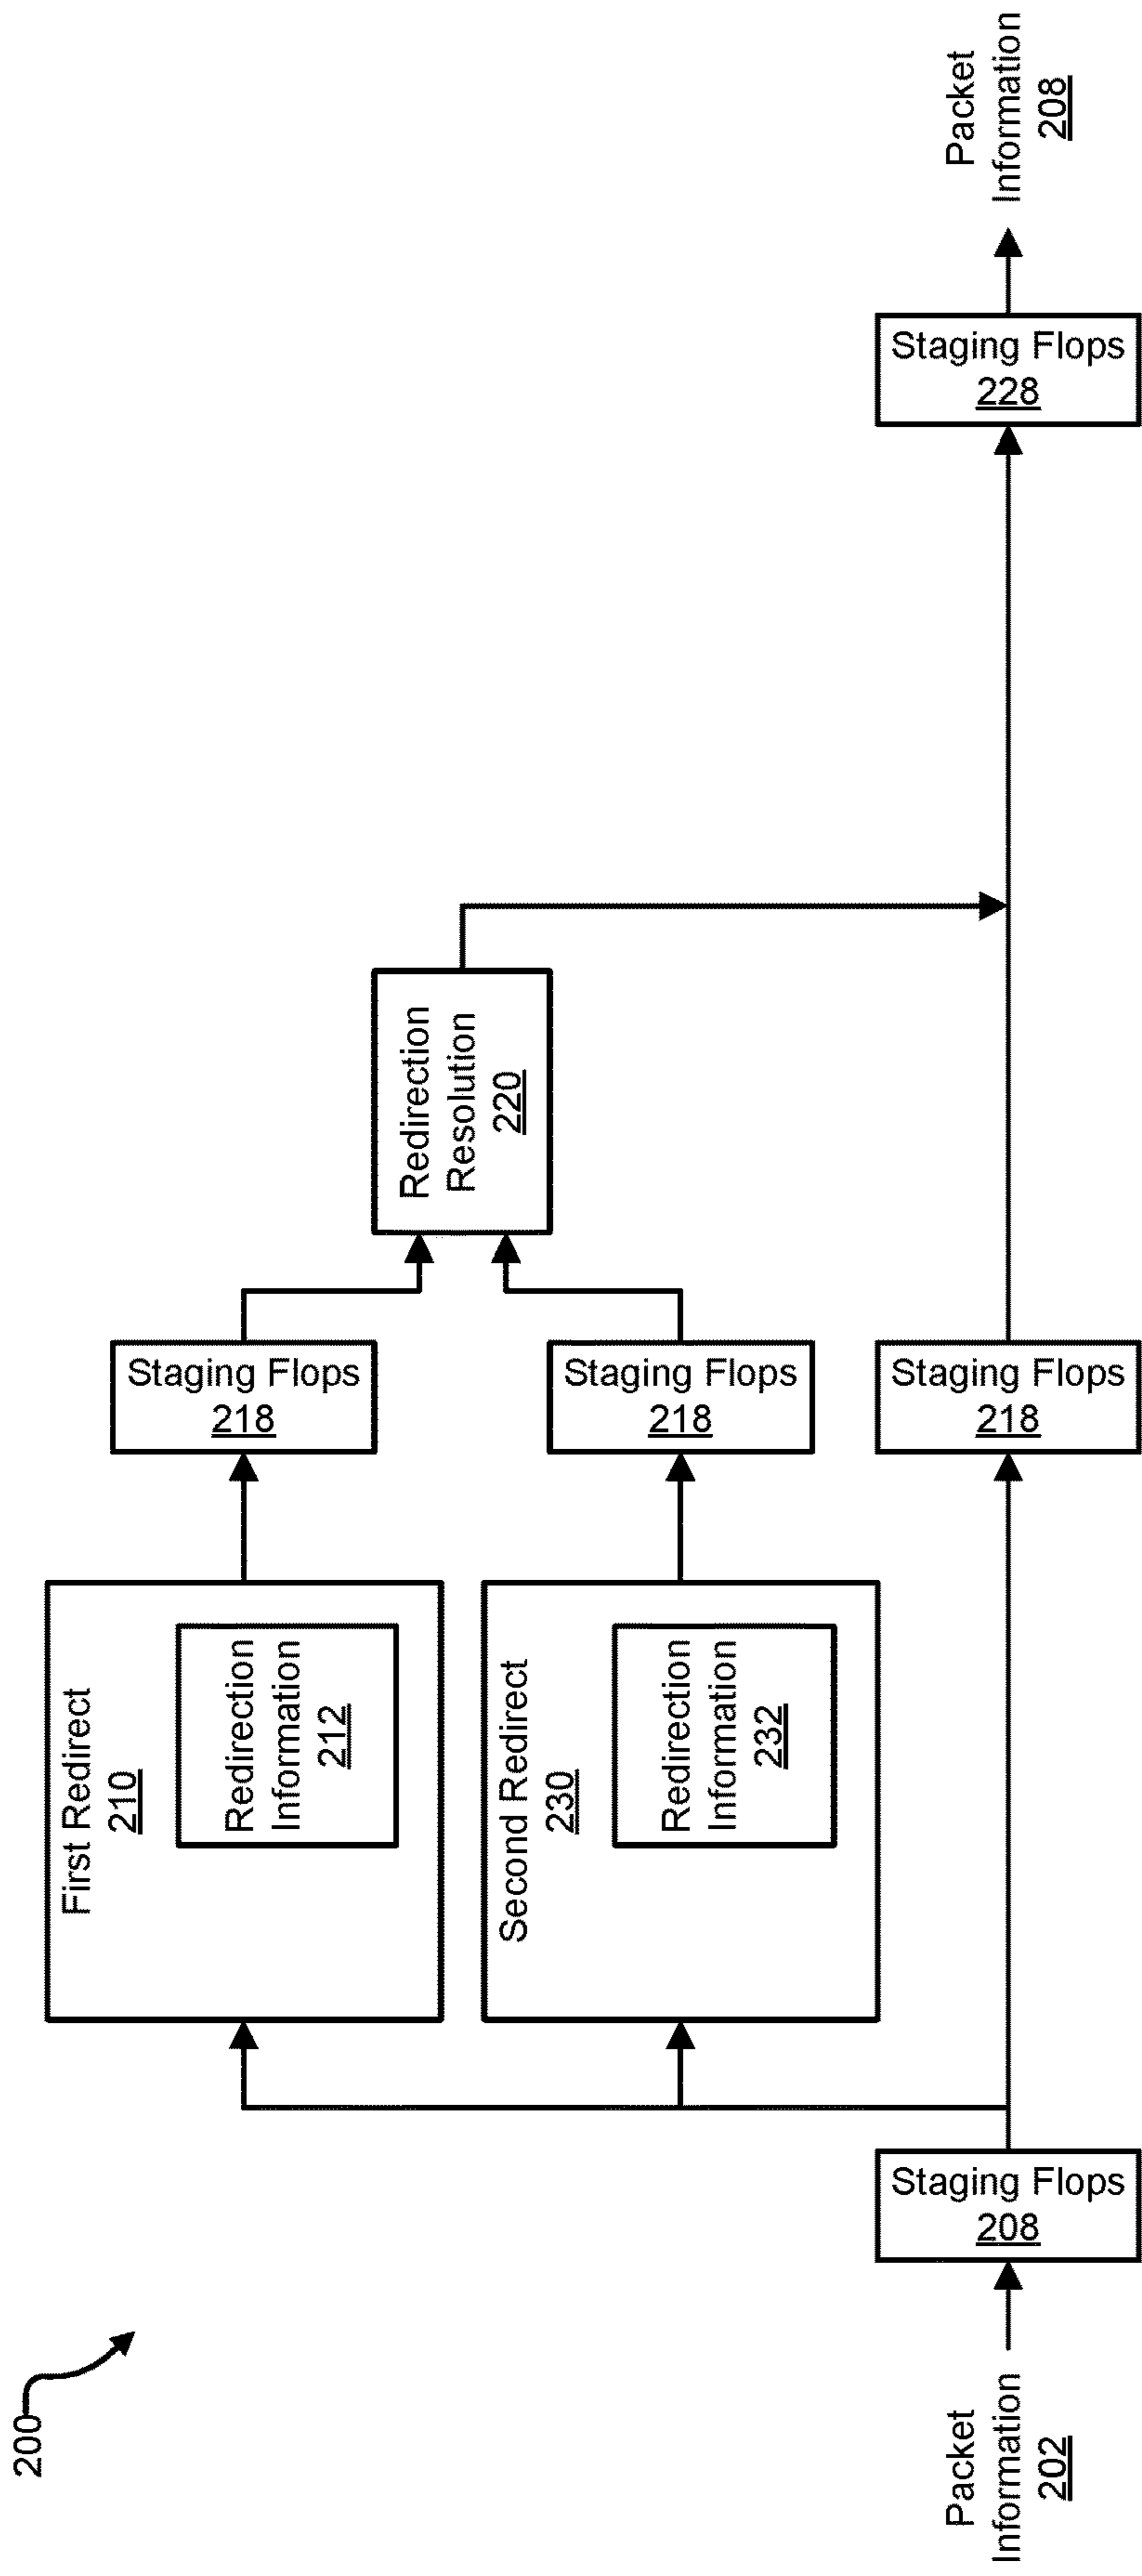 200
First Redirect
210
Redirection
Information
212
Staging Flops
218
Redirection
Resolution
220
Second Redirect
230
Redirection
Information
232
Staging Flops
218
Packet
Information
202
Staging Flops
208
Staging Flops
218
Staging Flops
228
Packet
Information
208